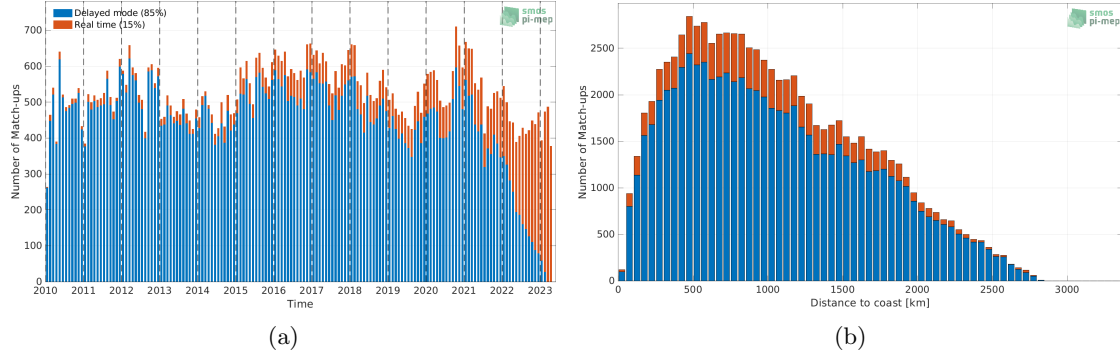 Delayed mode (85%)
Real time (15%)
smos
pi-mep
Number of Match-ups
0
100
200
300
400
500
600
700
2010 2011 2012 2013 2014 2015 2016 2017 2018 2019 2020 2021 2022 2023
Time
(a)
smos
pi-mep
Number of Match-ups
0
500
1000
1500
2000
2500
0 500 1000 1500 2000 2500 3000
Distance to coast [km]
(b)